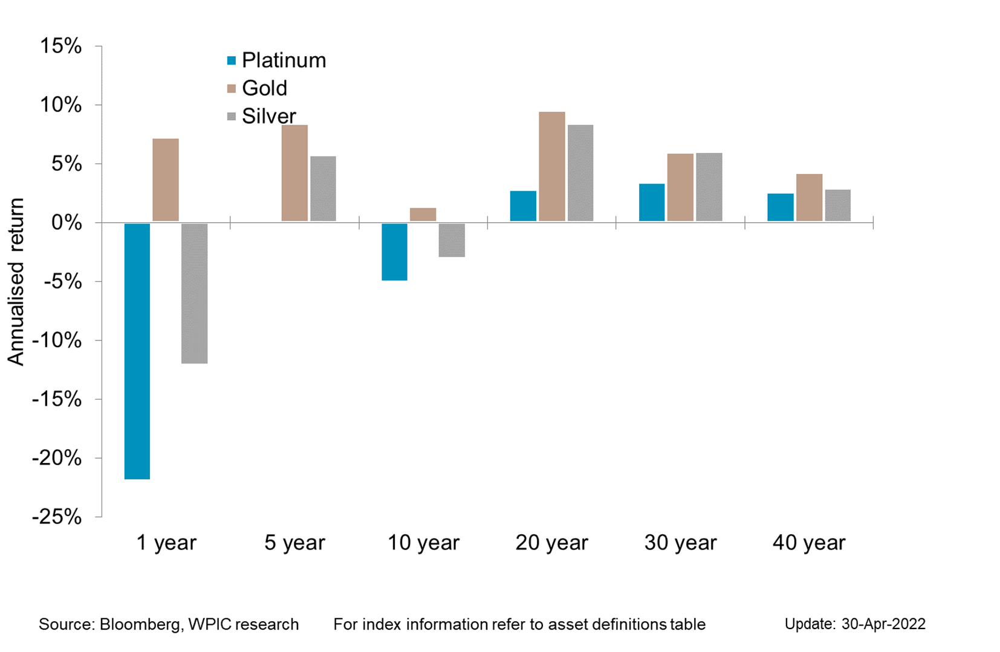 15%
10%
5%
0%
-5%
-10%
-15%
-20%
-25%
Annualised return
Platinum
Gold
Silver
1 year 5 year 10 year 20 year 30 year 40 year
Source: Bloomberg, WPIC research For index information refer to asset definitions table Update: 30-Apr-2022